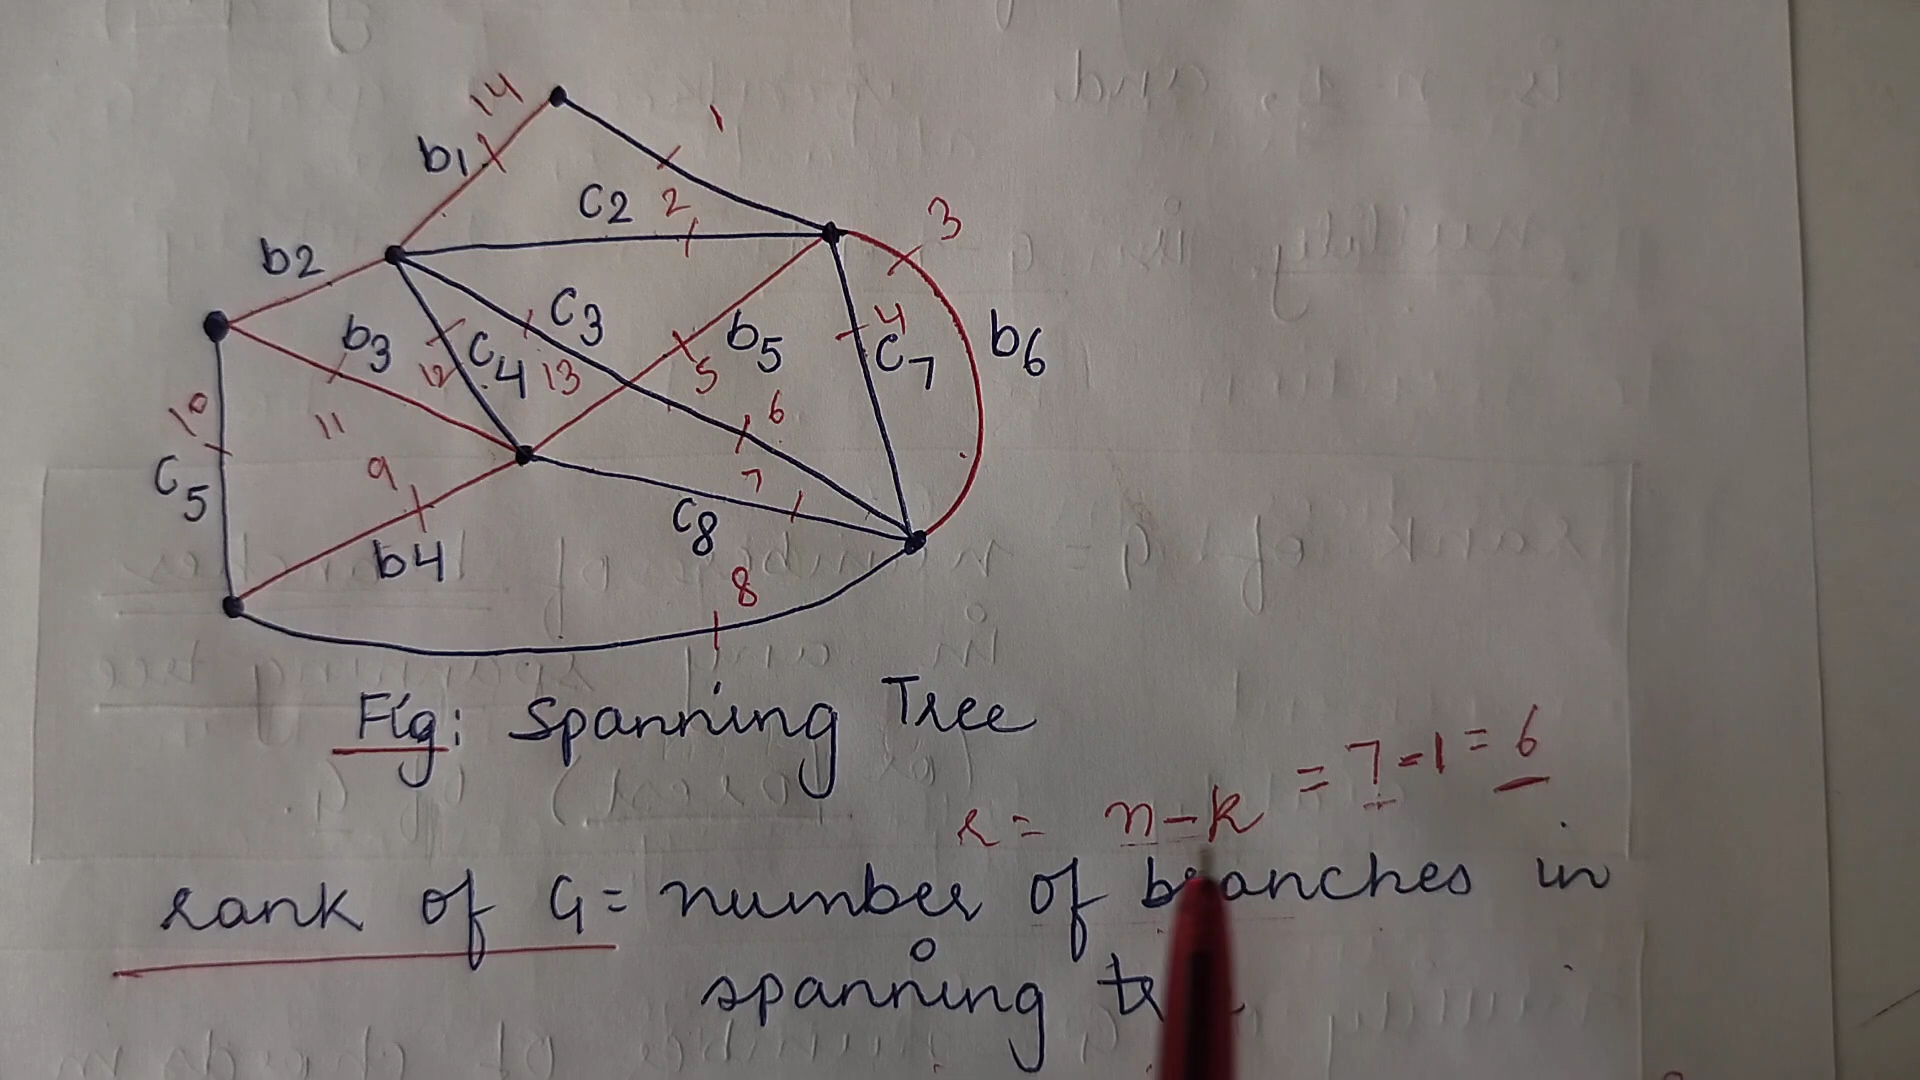 14
b1
1
C2 2
3
b2
b3
12
C4
C3
13
b5
5
4
C7
b6
10
11
6
C5
9
7
C8
b4
8
Fig: Spanning Tree
r = n-k = 7-1 = 6
rank of G = number of branches in
spanning